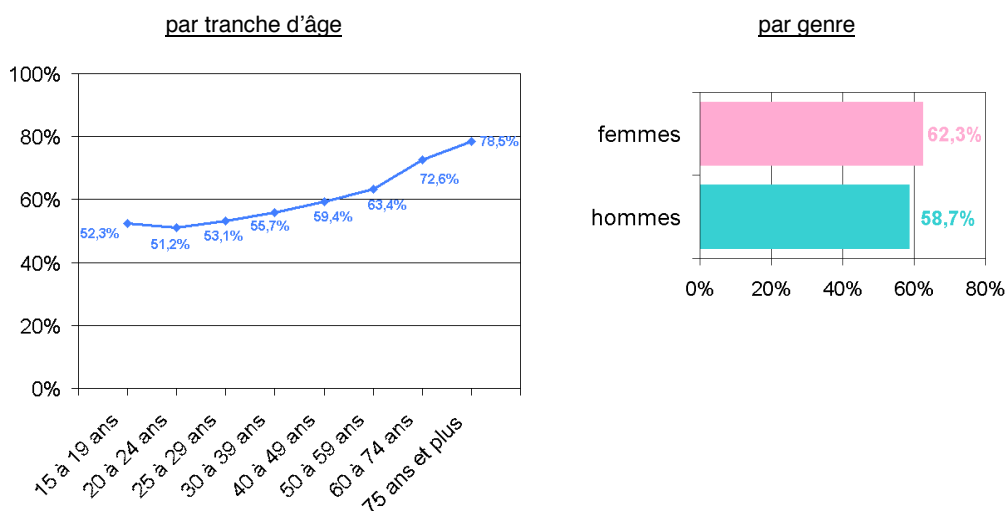 par tranche d'âge
100%
80%
60%
40%
20%
0%
52,3%
51,2%
53,1%
55,7%
59,4%
63,4%
72,6%
78,5%
15 à 19 ans
20 à 24 ans
25 à 29 ans
30 à 39 ans
40 à 49 ans
50 à 59 ans
60 à 74 ans
75 ans et plus
par genre
femmes
62,3%
hommes
58,7%
0% 20% 40% 60% 80%